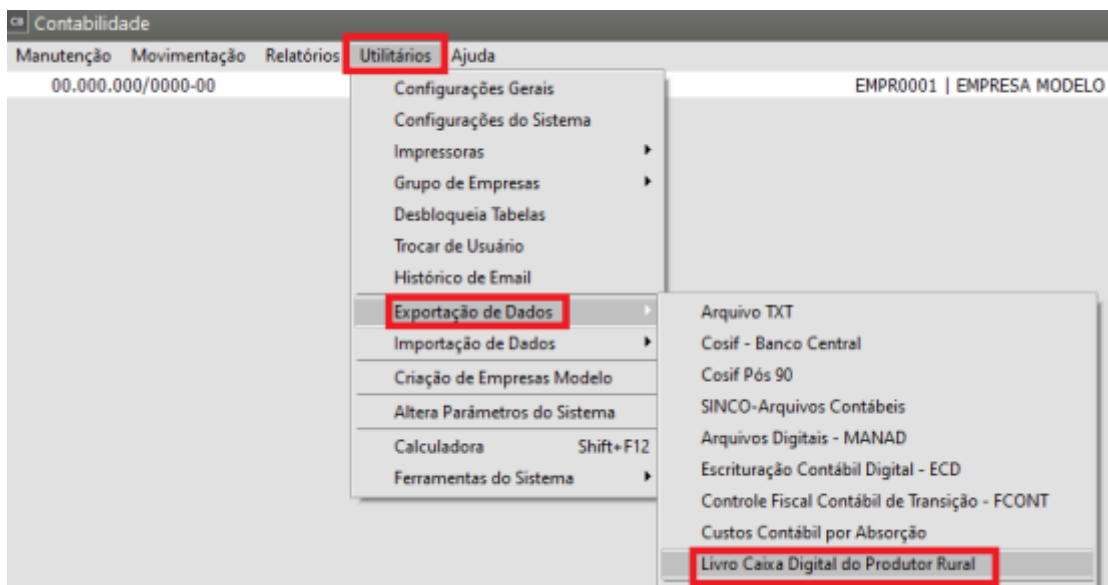 CB Contabilidade
Manutenção Movimentação Relatórios Utilitários Ajuda
00.000.000/0000-00 EMPR0001 | EMPRESA MODELO
Configurações Gerais
Configurações do Sistema
Impressoras
Grupo de Empresas
Desbloqueia Tabelas
Trocar de Usuário
Histórico de Email
Exportação de Dados
Importação de Dados
Criação de Empresas Modelo
Altera Parâmetros do Sistema
Calculadora Shift+F12
Ferramentas do Sistema
Arquivo TXT
Cosif - Banco Central
Cosif Pós 90
SINCO-Arquivos Contábeis
Arquivos Digitais - MANAD
Escrituração Contábil Digital - ECD
Controle Fiscal Contábil de Transição - FCONT
Custos Contábil por Absorção
Livro Caixa Digital do Produtor Rural